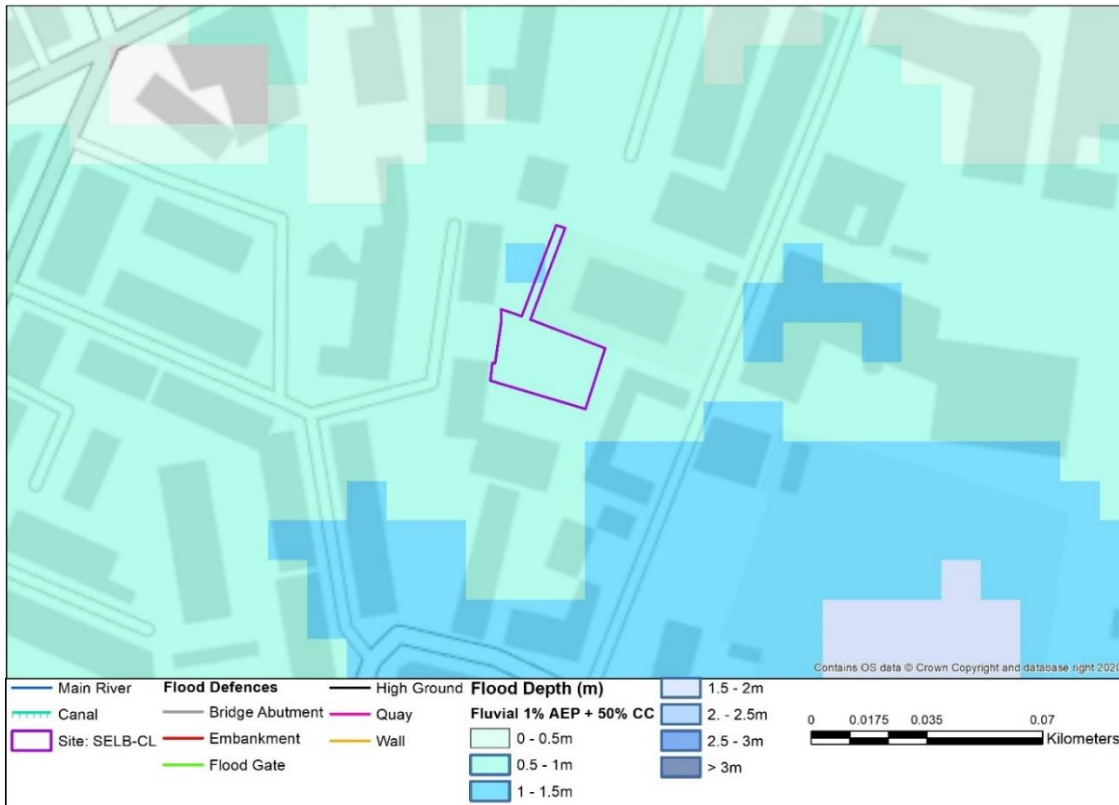 Contains OS data © Crown Copyright and database right 2020
Main River
Canal
Site: SELB-CL
Flood Defences
Bridge Abutment
Embankment
Flood Gate
High Ground
Quay
Wall
Flood Depth (m)
Fluvial 1% AEP + 50% CC
0 - 0.5m
0.5 - 1m
1 - 1.5m
1.5 - 2m
2. - 2.5m
2.5 - 3m
> 3m
0 0.0175 0.035 0.07
Kilometers